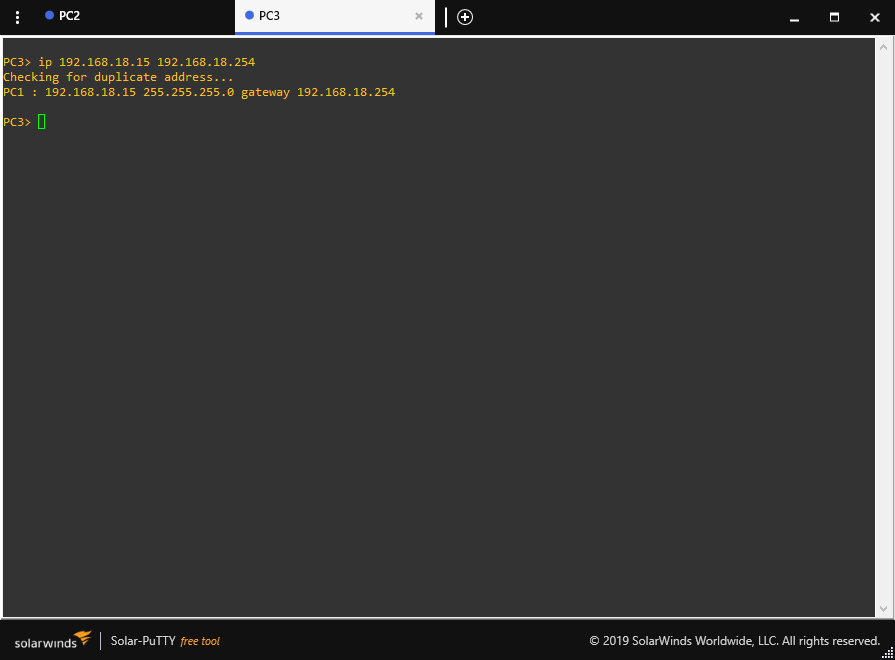 PC2
PC3
PC3> ip 192.168.18.15 192.168.18.254
Checking for duplicate address...
PC1 : 192.168.18.15 255.255.255.0 gateway 192.168.18.254
PC3>
solarwinds
Solar-PuTTY free tool
© 2019 SolarWinds Worldwide, LLC. All rights reserved.